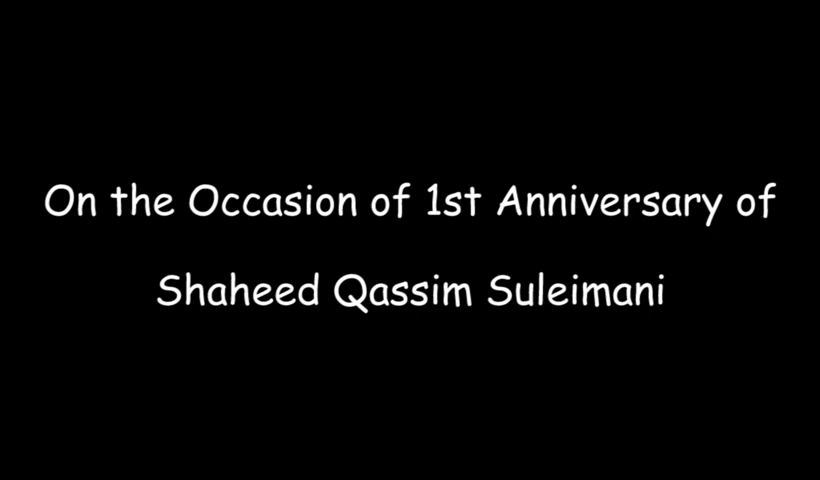 On the Occasion of 1st Anniversary of
Shaheed Qassim Suleimani